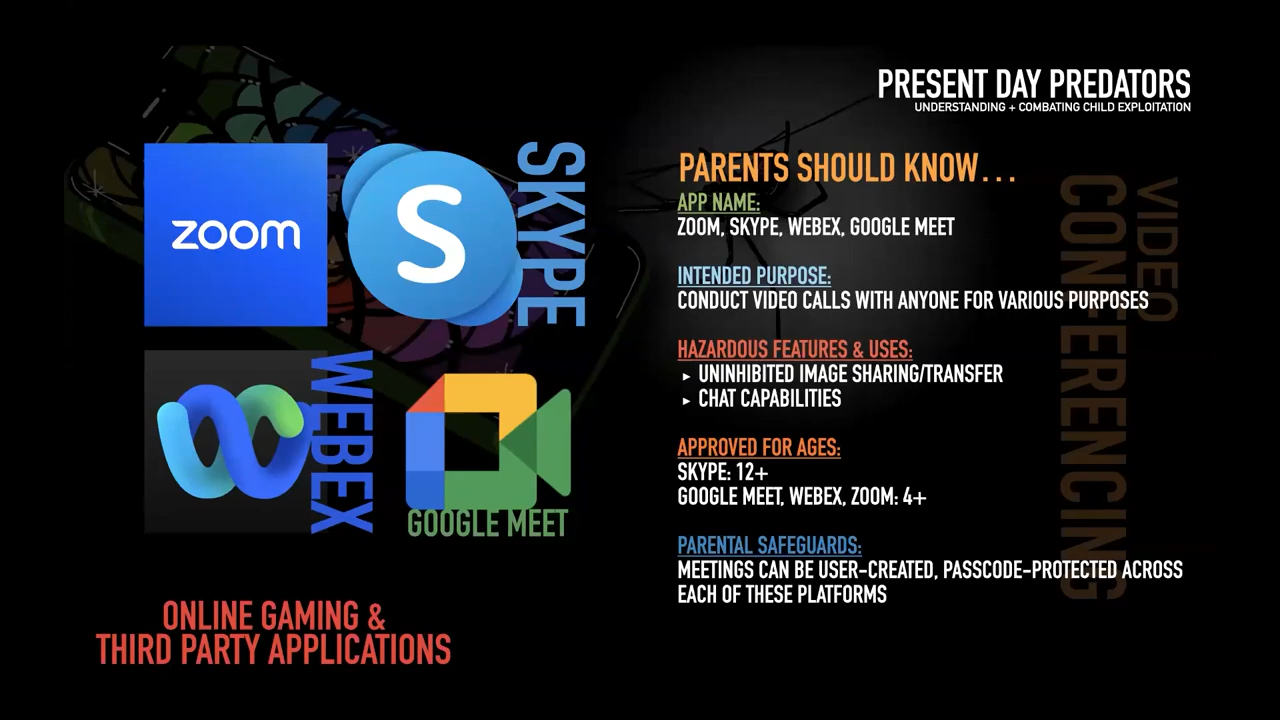 PRESENT DAY PREDATORS
UNDERSTANDING + COMBATING CHILD EXPLOITATION
zoom
S
SKYPE
WEBEX
GOOGLE MEET
ONLINE GAMING &
THIRD PARTY APPLICATIONS
PARENTS SHOULD KNOW...
APP NAME:
ZOOM, SKYPE, WEBEX, GOOGLE MEET
INTENDED PURPOSE:
CONDUCT VIDEO CALLS WITH ANYONE FOR VARIOUS PURPOSES
HAZARDOUS FEATURES & USES:
▸ UNINHIBITED IMAGE SHARING/TRANSFER
▸ CHAT CAPABILITIES
APPROVED FOR AGES:
SKYPE: 12+
GOOGLE MEET, WEBEX, ZOOM: 4+
PARENTAL SAFEGUARDS:
MEETINGS CAN BE USER-CREATED, PASSCODE-PROTECTED ACROSS
EACH OF THESE PLATFORMS
VIDEO
CONFERENCING